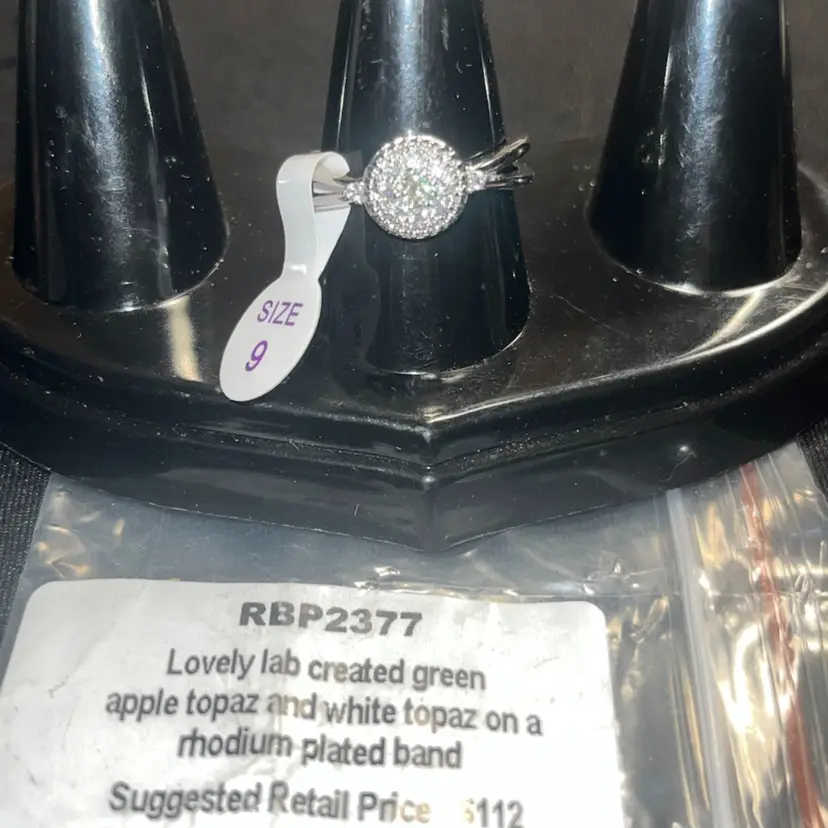 SIZE
9
RBP2377
Lovely lab created green
apple topaz and white topaz on a
rhodium plated band
Suggested Retail Price $112